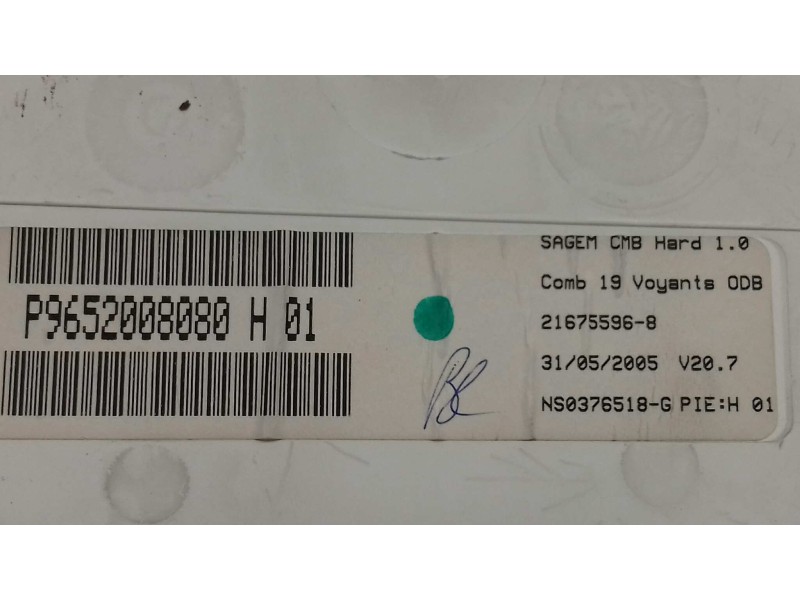 P9652008080 H 01
SAGEM CMB Hard 1.0
Comb 19 Voyants ODB
21675596-8
31/05/2005 V20.7
NS0376518-G PIE:H 01